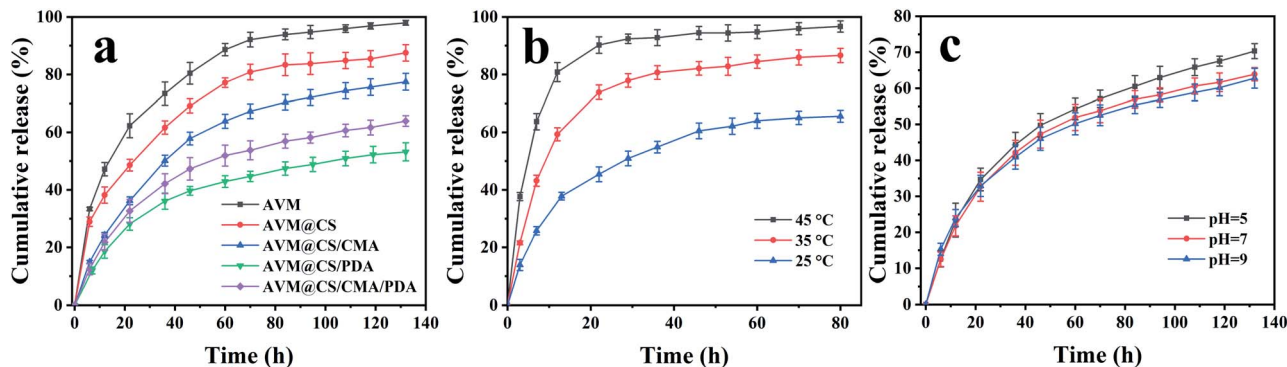 a
Cumulative release (%)
100
80
60
40
20
0
AVM
AVM@CS
AVM@CS/CMA
AVM@CS/PDA
AVM@CS/CMA/PDA
0 20 40 60 80 100 120 140
Time (h)
b
Cumulative release (%)
100
80
60
40
20
0
45 °C
35 °C
25 °C
0 20 40 60 80
Time (h)
c
Cumulative release (%)
80
70
60
50
40
30
20
10
0
pH=5
pH=7
pH=9
0 20 40 60 80 100 120 140
Time (h)